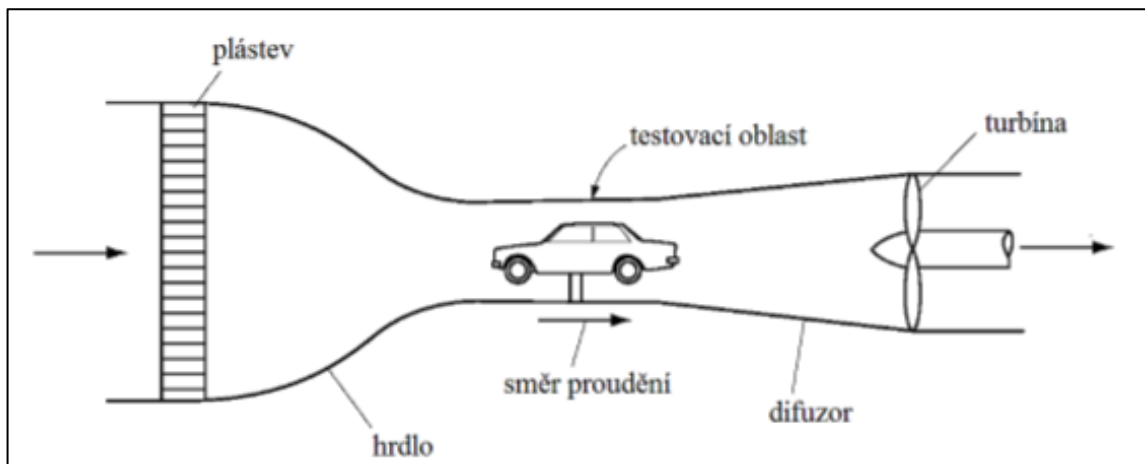 plástev
turbína
testovací oblast
směr proudění
difuzor
hrdlo